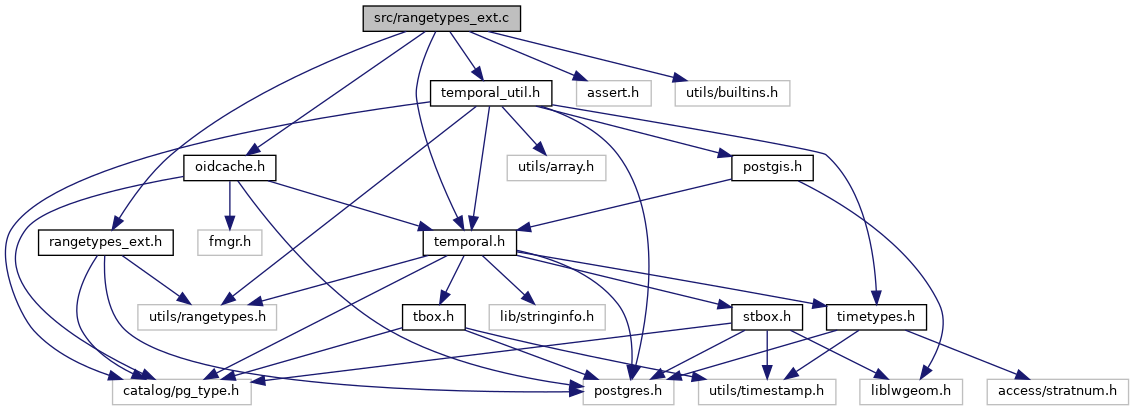 src/rangetypes_ext.c
temporal_util.h
assert.h
utils/builtins.h
oidcache.h
utils/array.h
postgis.h
rangetypes_ext.h
fmgr.h
temporal.h
utils/rangetypes.h
tbox.h
lib/stringinfo.h
stbox.h
timetypes.h
catalog/pg_type.h
postgres.h
utils/timestamp.h
liblwgeom.h
access/stratnum.h